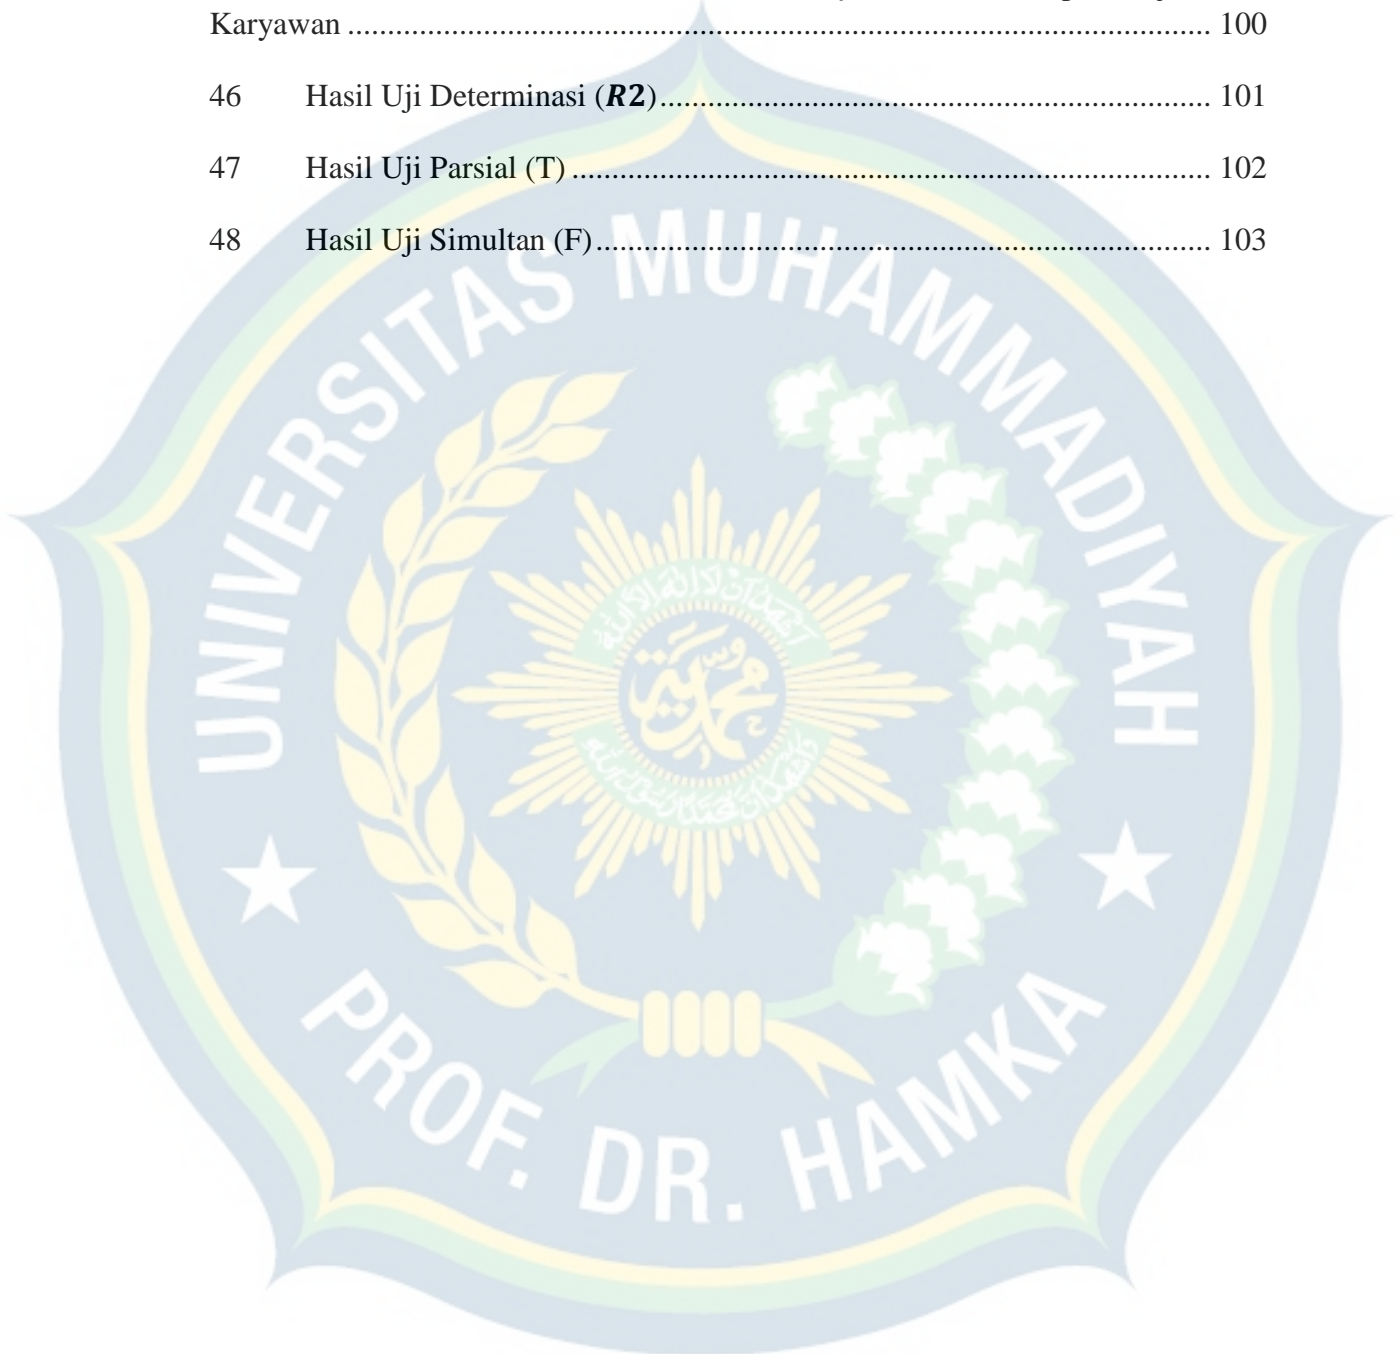 Karyawan ............................................................................................................ 100
46 Hasil Uji Determinasi (R2) ..................................................................... 101
47 Hasil Uji Parsial (T) ................................................................................ 102
48 Hasil Uji Simultan (F) ............................................................................. 103
UNIVERSITAS MUHAMMADIYAH
محمدية
PROF. DR. HAMKA